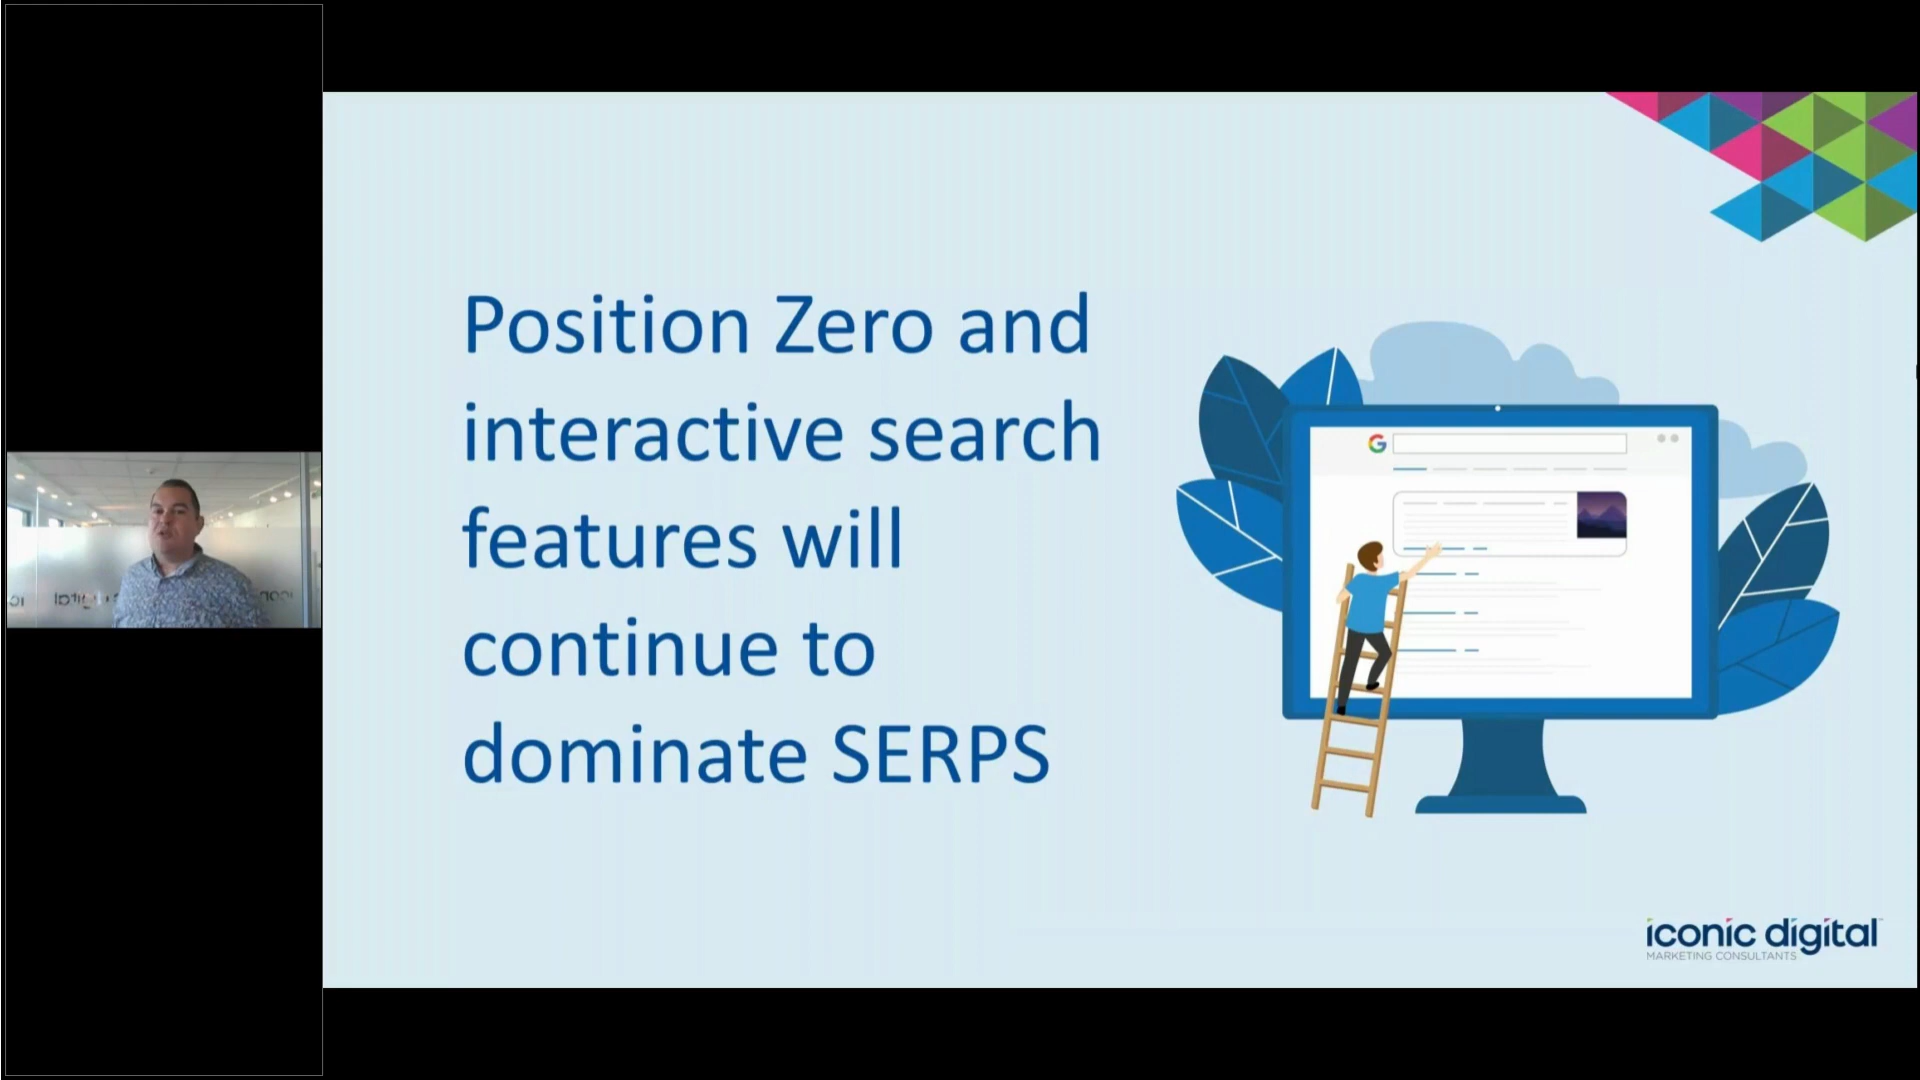 Position Zero and
interactive search
features will
continue to
dominate SERPS
iconic digital
MARKETING CONSULTANTS